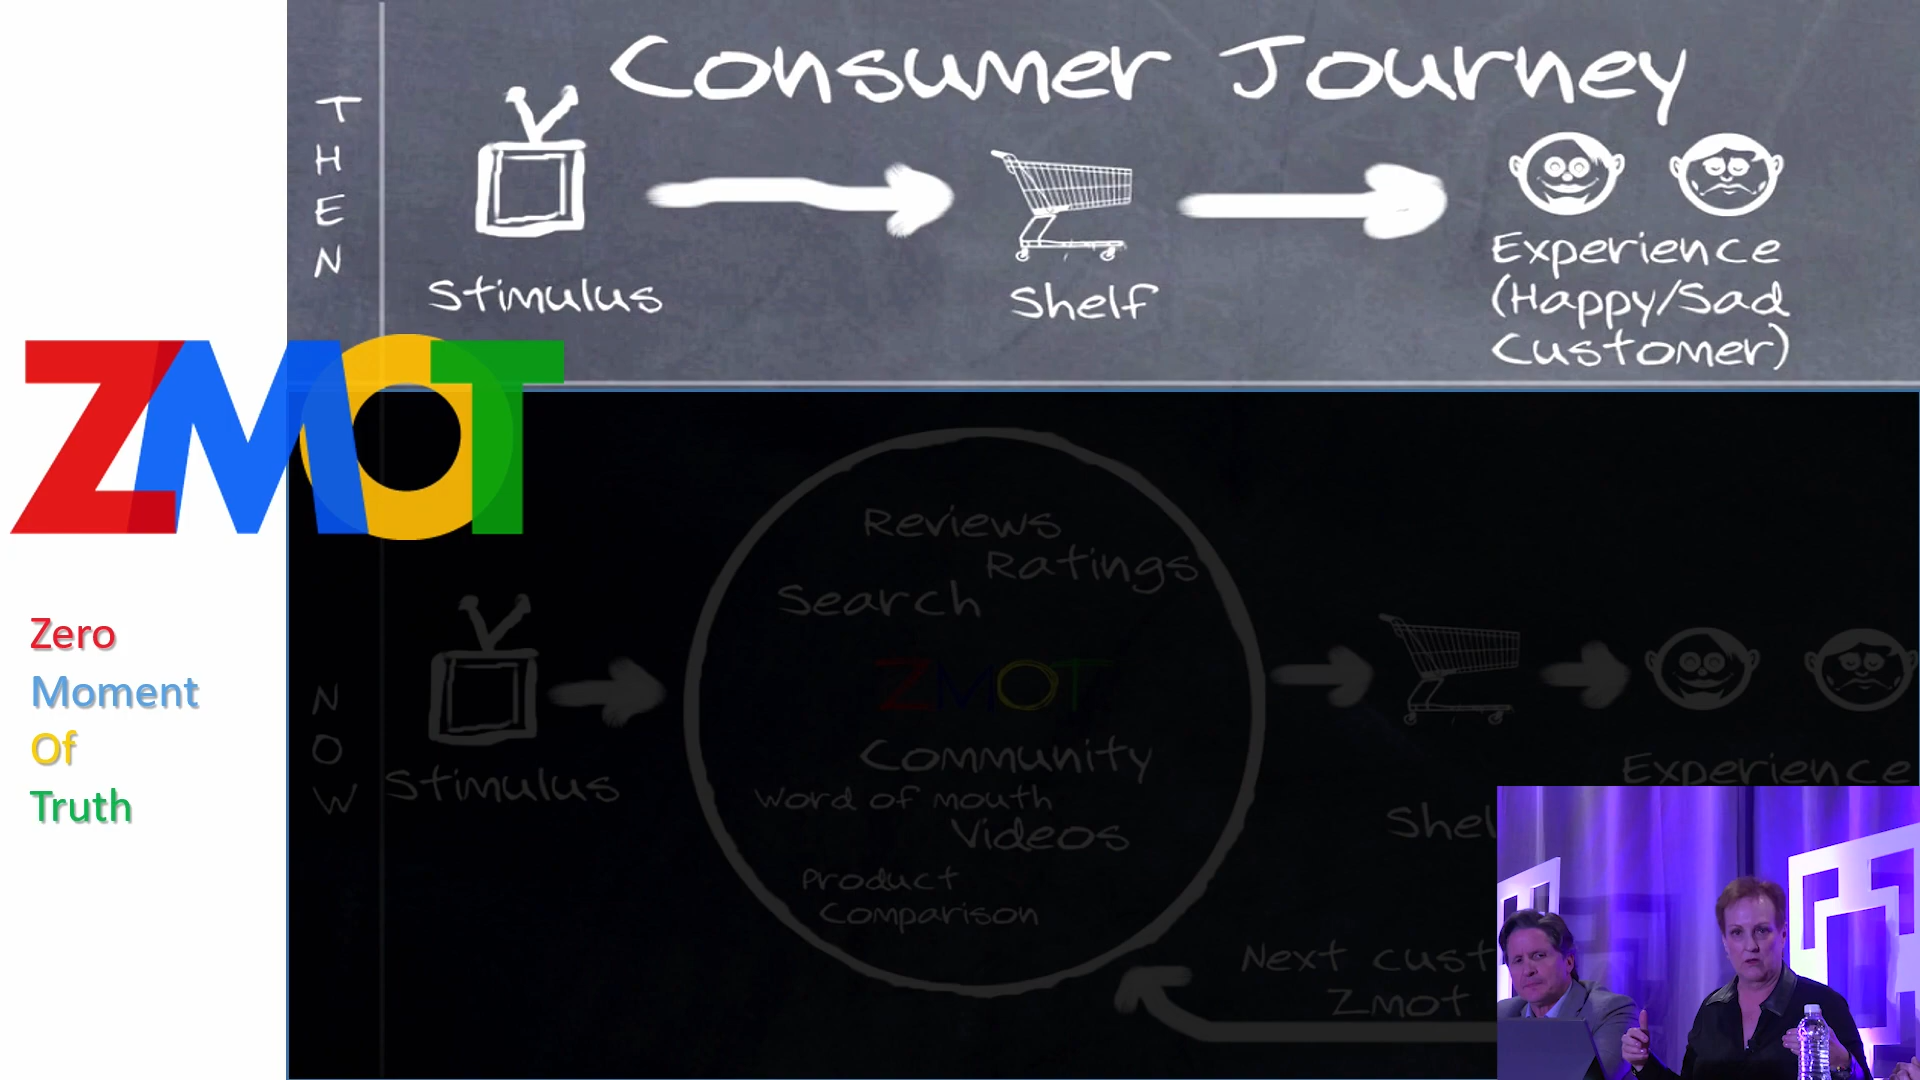 Consumer Journey
THEN
Stimulus
Shelf
Experience
(Happy/Sad
Customer)
ZMOT
Zero
Moment
Of
Truth
NOW
Stimulus
Reviews
Ratings
Search
ZMOT
Community
Word of mouth
Videos
Product
Comparison
Experience
Next
Zmot